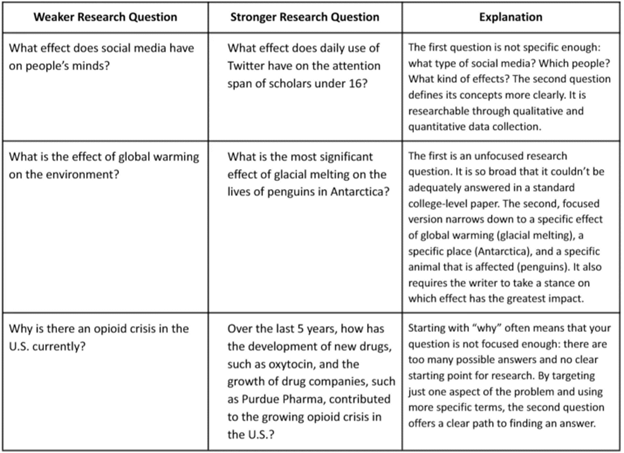 Weaker Research Question
Stronger Research Question
Explanation
What effect does social media have
on people's minds?
What effect does daily use of
Twitter have on the attention
span of scholars under 16?
The first question is not specific enough:
what type of social media? Which people?
What kind of effects? The second question
defines its concepts more clearly. It is
researchable through qualitative and
quantitative data collection.
What is the effect of global warming
on the environment?
What is the most significant
effect of glacial melting on the
lives of penguins in Antarctica?
The first is an unfocused research
question. It is so broad that it couldn't be
adequately answered in a standard
college-level paper. The second, focused
version narrows down to a specific effect
of global warming (glacial melting), a
specific place (Antarctica), and a specific
animal that is affected (penguins). It also
requires the writer to take a stance on
which effect has the greatest impact.
Why is there an opioid crisis in the
U.S. currently?
Over the last 5 years, how has
the development of new drugs,
such as oxytocin, and the
growth of drug companies, such
as Purdue Pharma, contributed
to the growing opioid crisis in
the U.S.?
Starting with “why” often means that your
question is not focused enough: there are
too many possible answers and no clear
starting point for research. By targeting
just one aspect of the problem and using
more specific terms, the second question
offers a clear path to finding an answer.